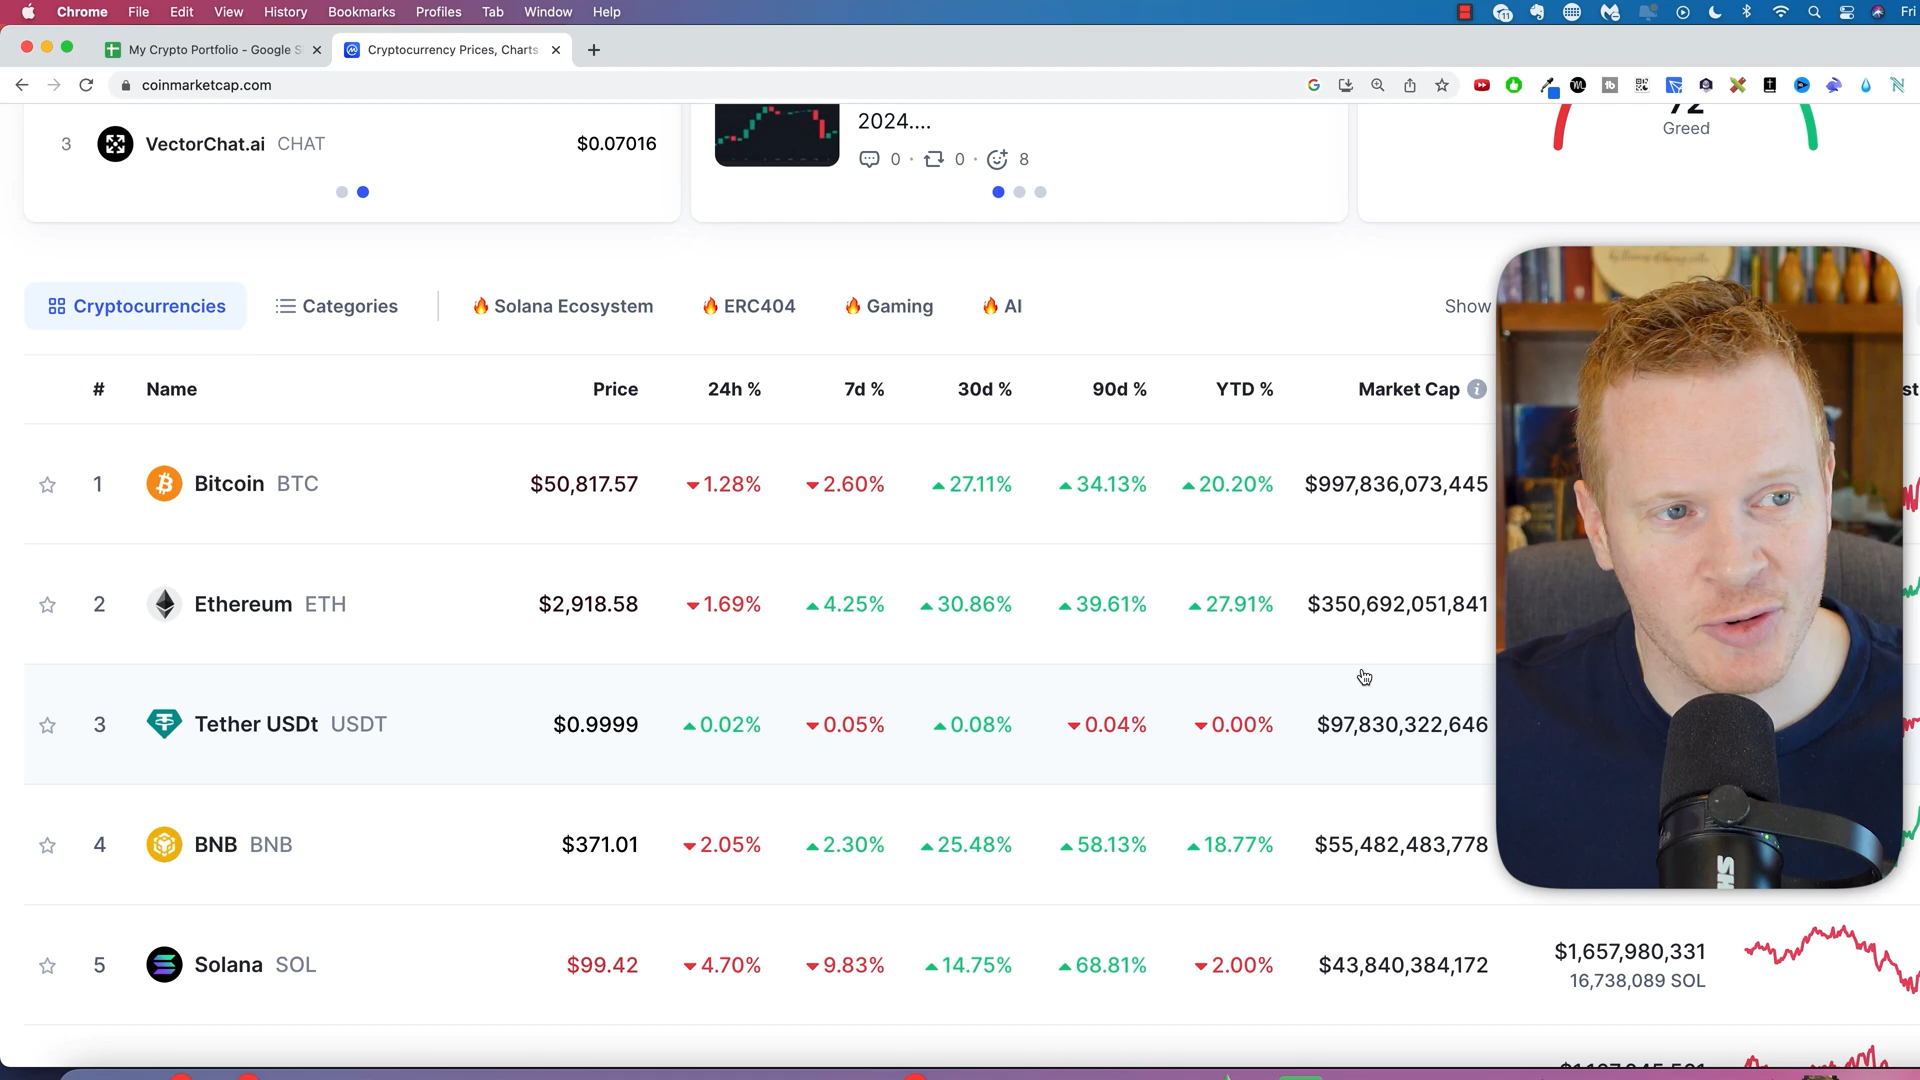 Chrome File Edit View History Bookmarks Profiles Tab Window Help
11
Fri
My Crypto Portfolio - Google S
Cryptocurrency Prices, Charts
coinmarketcap.com
3 VectorChat.ai CHAT $0.07016
2024....
0 · 0 · 8
72
Greed
Cryptocurrencies Categories Solana Ecosystem ERC404 Gaming AI Show
# Name Price 24h % 7d % 30d % 90d % YTD % Market Cap
1 Bitcoin BTC $50,817.57 1.28% 2.60% 27.11% 34.13% 20.20% $997,836,073,445
2 Ethereum ETH $2,918.58 1.69% 4.25% 30.86% 39.61% 27.91% $350,692,051,841
3 Tether USDt USDT $0.9999 0.02% 0.05% 0.08% 0.04% 0.00% $97,830,322,646
4 BNB BNB $371.01 2.05% 2.30% 25.48% 58.13% 18.77% $55,482,483,778
5 Solana SOL $99.42 4.70% 9.83% 14.75% 68.81% 2.00% $43,840,384,172 $1,657,980,331
16,738,089 SOL